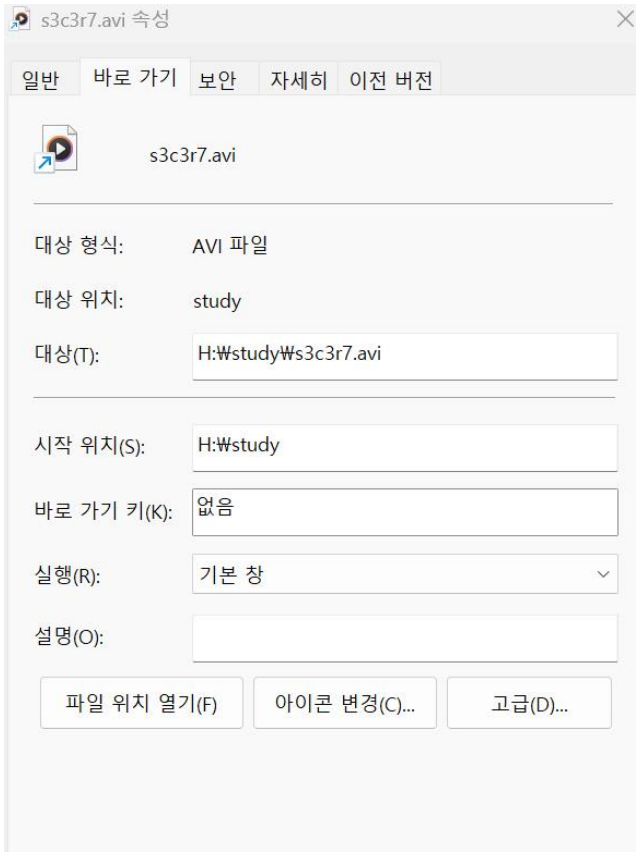 s3c3r7.avi 속성
일반 바로 가기 보안 자세히 이전 버전
s3c3r7.avi
대상 형식: AVI 파일
대상 위치: study
대상(T): H:₩study₩s3c3r7.avi
시작 위치(S): H:₩study
바로 가기 키(K): 없음
실행(R): 기본 창
설명(O):
파일 위치 열기(F) 아이콘 변경(C)... 고급(D)...